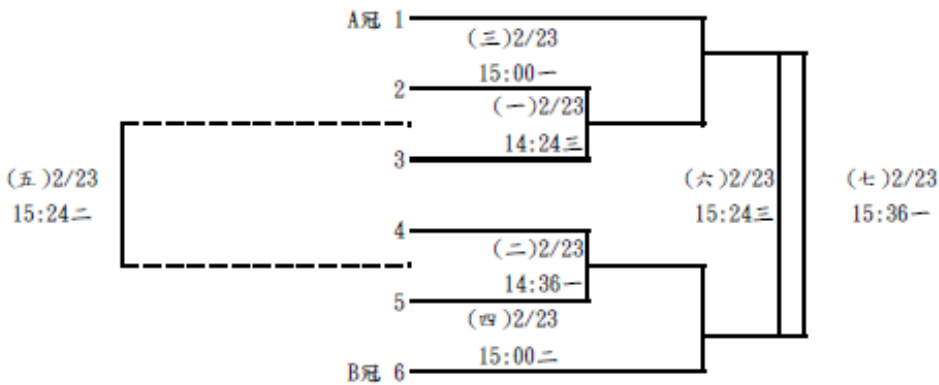 A冠 1
(三)2/23
15:00一
2
(一)2/23
14:24三
3
(五)2/23
15:24二
(六)2/23
15:24三
(七)2/23
15:36一
4
(二)2/23
14:36一
5
(四)2/23
15:00二
B冠 6